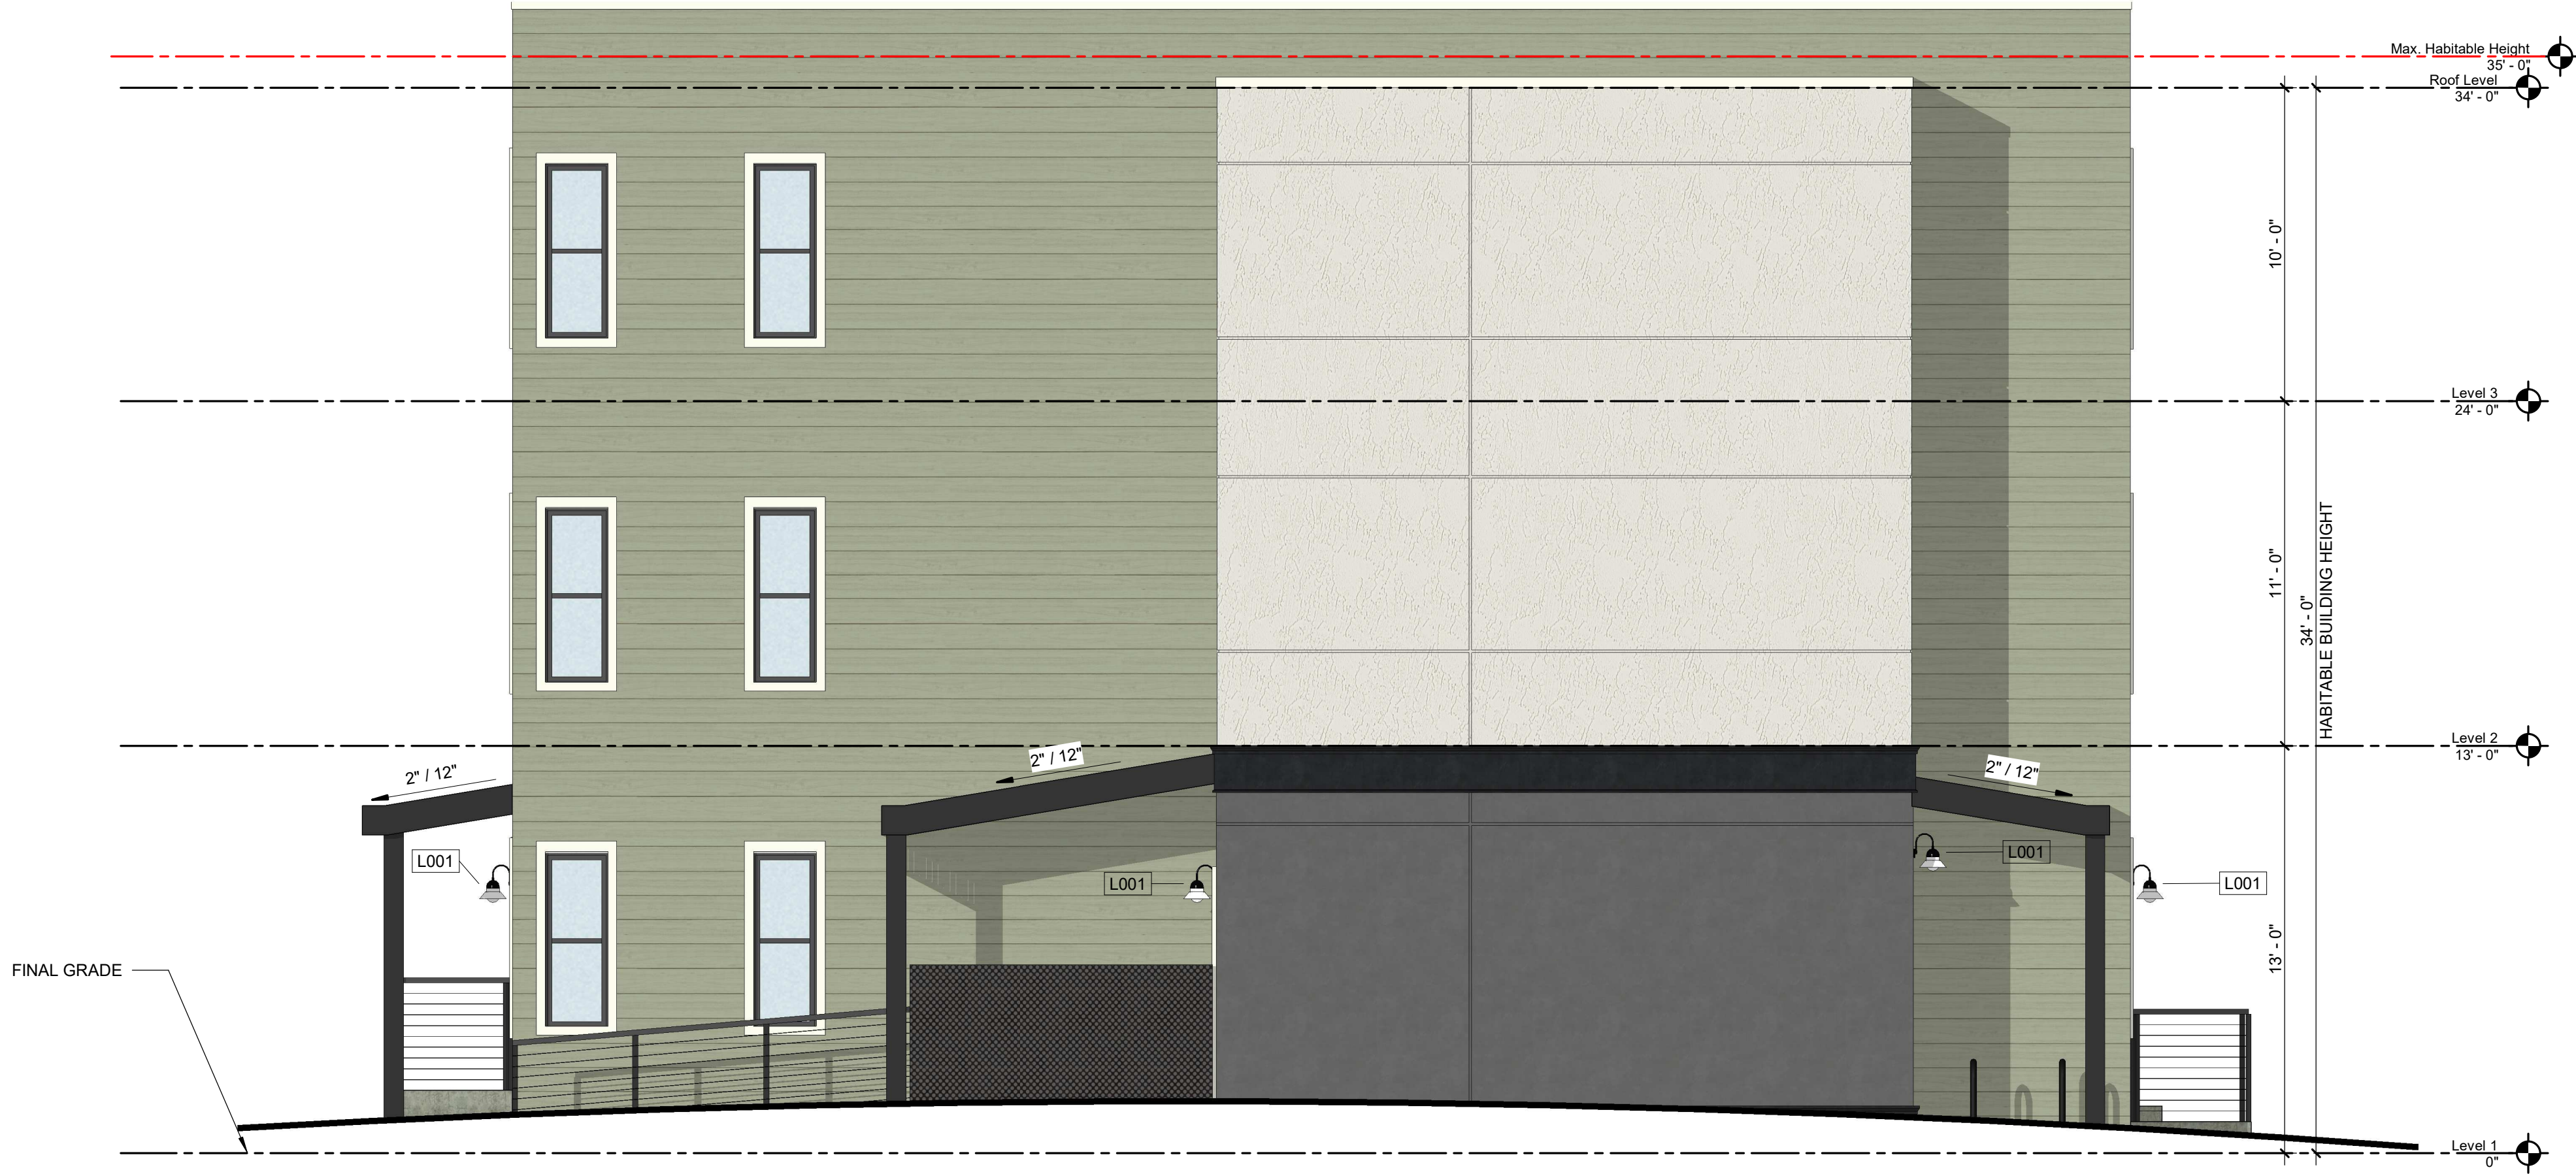 Max. Habitable Height
35' - 0"
Roof Level
34' - 0"
10' - 0"
Level 3
24' - 0"
11' - 0"
34' - 0"
HABITABLE BUILDING HEIGHT
Level 2
13' - 0"
2" / 12"
2" / 12"
2" / 12"
L001
L001
L001
L001
13' - 0"
FINAL GRADE
Level 1
0"